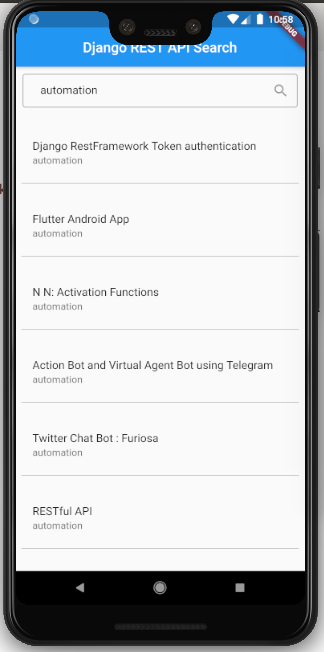 10:58
Django REST API Search
automation
Django RestFramework Token authentication
automation
Flutter Android App
automation
N N: Activation Functions
automation
Action Bot and Virtual Agent Bot using Telegram
automation
Twitter Chat Bot : Furiosa
automation
RESTful API
automation